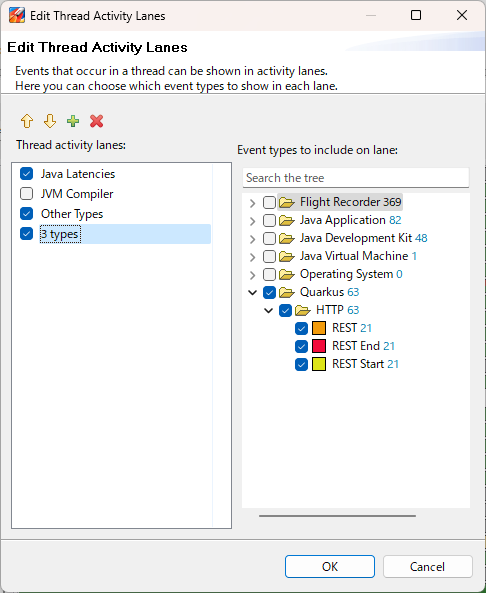 Edit Thread Activity Lanes
Edit Thread Activity Lanes
Events that occur in a thread can be shown in activity lanes.
Here you can choose which event types to show in each lane.
Thread activity lanes:
Java Latencies
JVM Compiler
Other Types
3 types
Event types to include on lane:
Search the tree
Flight Recorder 369
Java Application 82
Java Development Kit 48
Java Virtual Machine 1
Operating System 0
Quarkus 63
HTTP 63
REST 21
REST End 21
REST Start 21
OK
Cancel